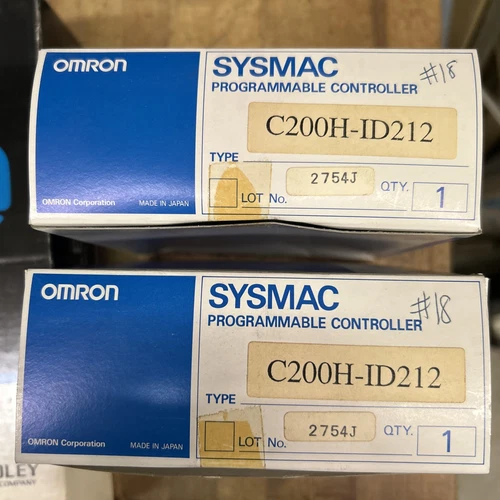 OMRON
SYSMAC
#18
PROGRAMMABLE CONTROLLER
C200H-ID212
TYPE
LOT No.
2754J
QTY.
1
OMRON Corporation
MADE IN JAPAN
OMRON
SYSMAC
#18
PROGRAMMABLE CONTROLLER
C200H-ID212
TYPE
LOT No.
2754J
QTY.
1
OMRON Corporation
MADE IN JAPAN
COMPANY